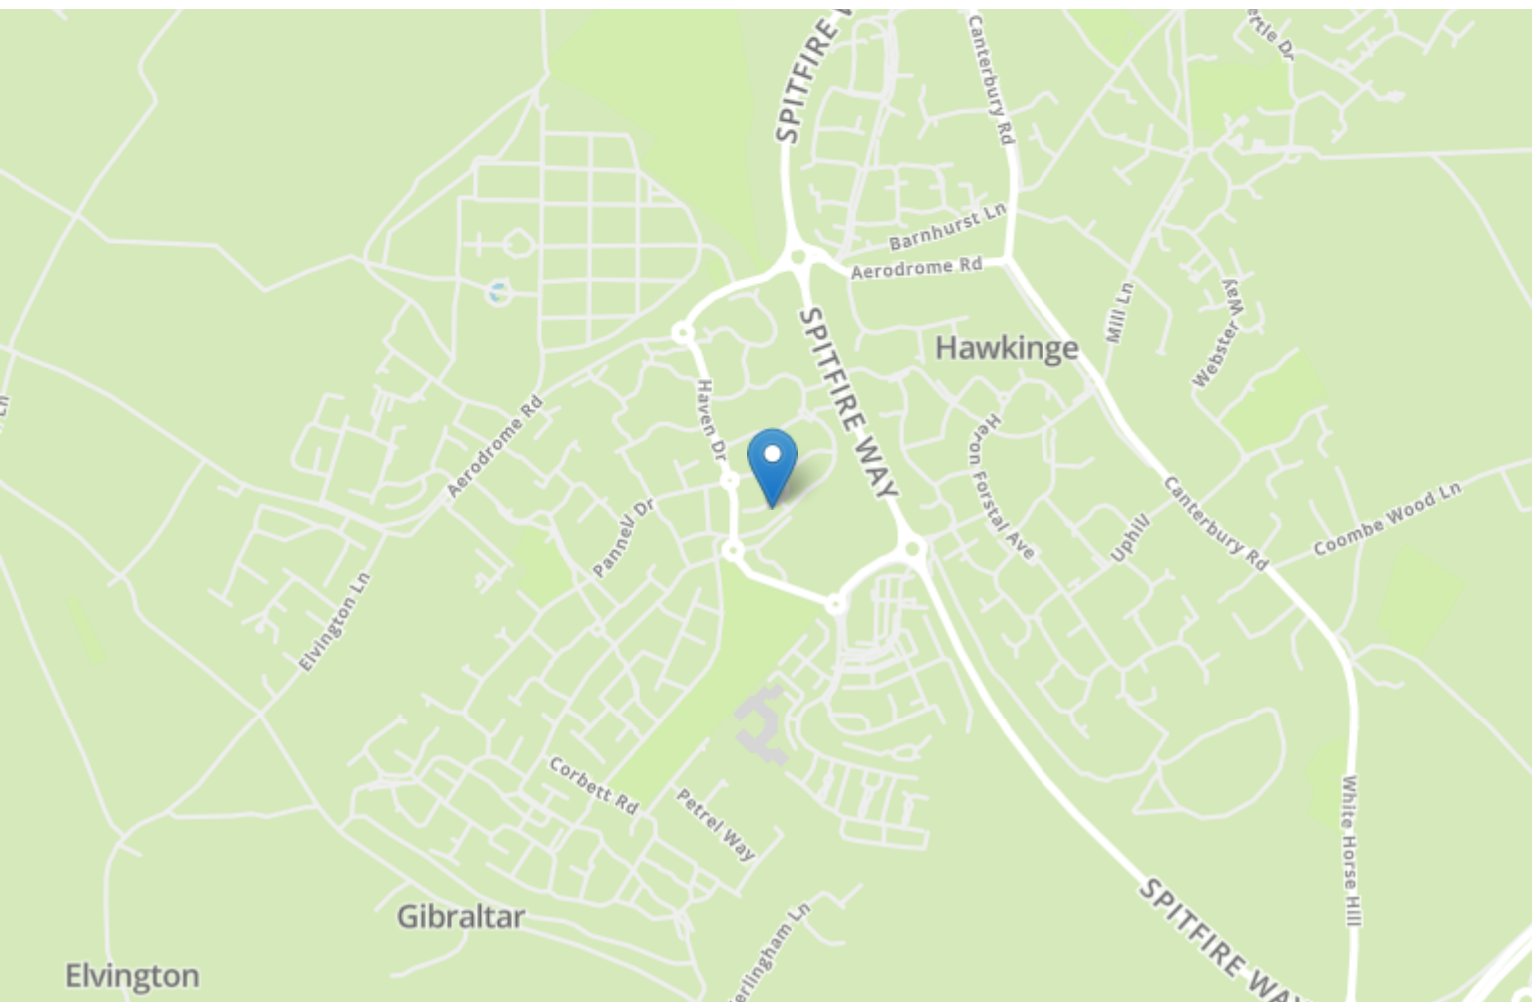 SPITFIRE
Canterbury Rd
Barnhurst Ln
Aerodrome Rd
Mill Ln
Webster Way
SPITFIRE WAY
Hawkinge
Haven Dr
Aerodrome Rd
Heron Forstal Ave
Canterbury Rd
Coombe Wood Ln
Uphill
Pannell Dr
Elvington Ln
Corbett Rd
Petrel Way
White Horse Hill
SPITFIRE WAY
Gibraltar
Elvington
Ln